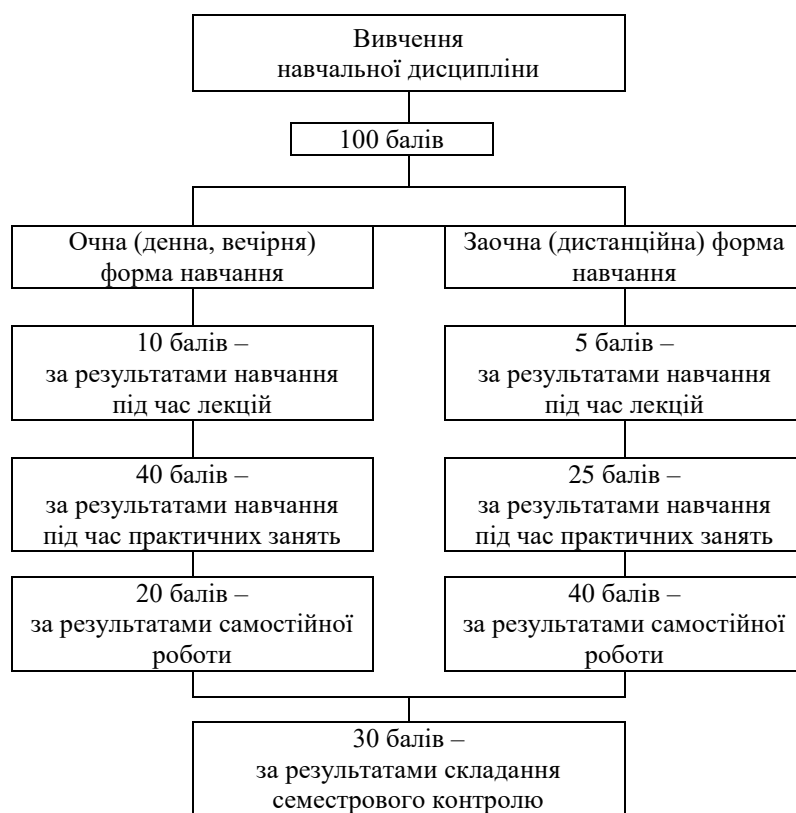 Вивчення
навчальної дисципліни
100 балів
Очна (денна, вечірня)
форма навчання
Заочна (дистанційна) форма
навчання
10 балів –
за результатами навчання
під час лекцій
5 балів –
за результатами навчання
під час лекцій
40 балів –
за результатами навчання
під час практичних занять
25 балів –
за результатами навчання
під час практичних занять
20 балів –
за результатами самостійної
роботи
40 балів –
за результатами самостійної
роботи
30 балів –
за результатами складання
семестрового контролю